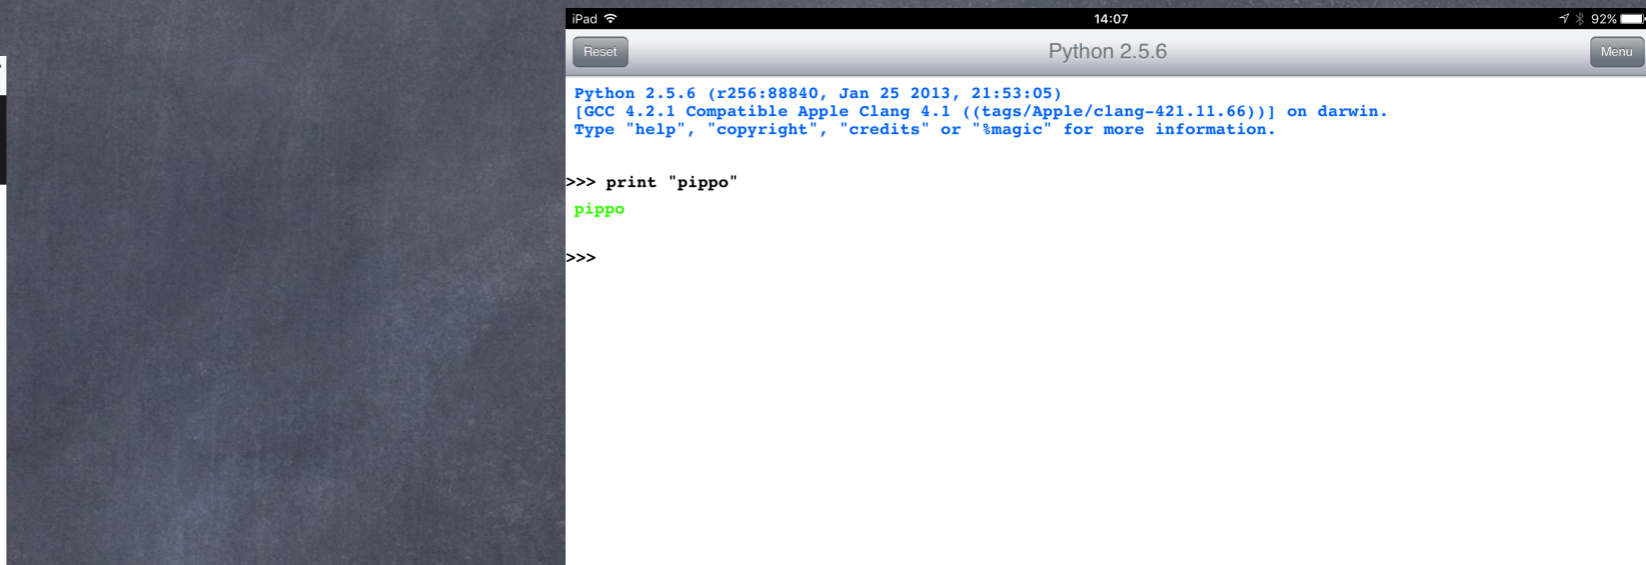 iPad 14:07 92%
Reset Python 2.5.6 Menu
Python 2.5.6 (r256:88840, Jan 25 2013, 21:53:05)
[GCC 4.2.1 Compatible Apple Clang 4.1 ((tags/Apple/clang-421.11.66))] on darwin.
Type "help", "copyright", "credits" or "%magic" for more information.
>>> print "pippo"
pippo
>>>